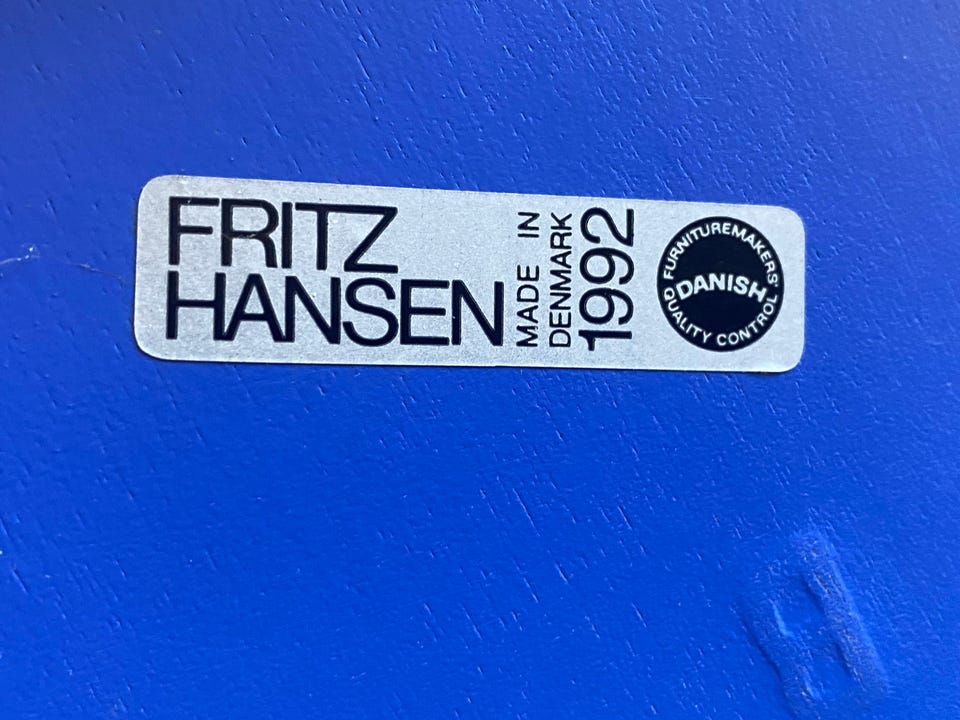 FRITZ
HANSEN
MADE IN
DENMARK
1992
FURNITUREMAKERS'
DANISH
QUALITY CONTROL